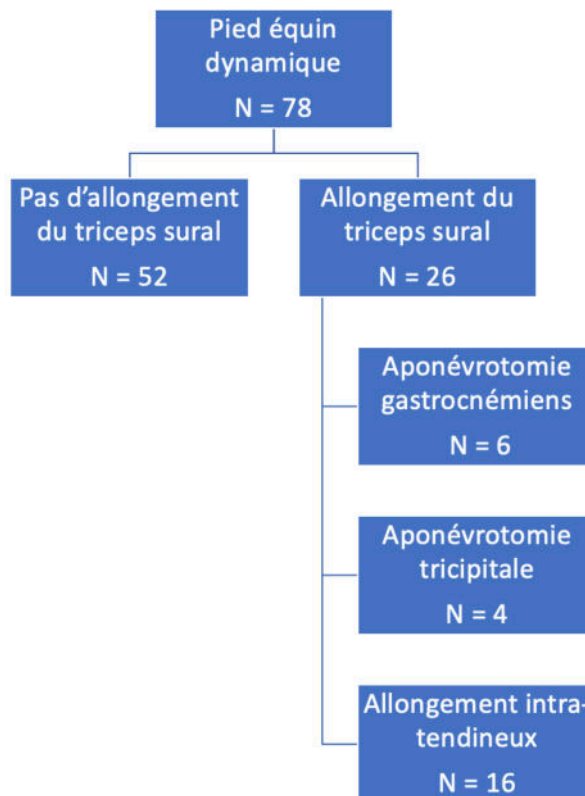 Pied équin
dynamique
N = 78
Pas d’allongement
du triceps sural
N = 52
Allongement du
triceps sural
N = 26
Aponévrotomie
gastrocnémiens
N = 6
Aponévrotomie
tricipitale
N = 4
Allongement intra-
tendineux
N = 16